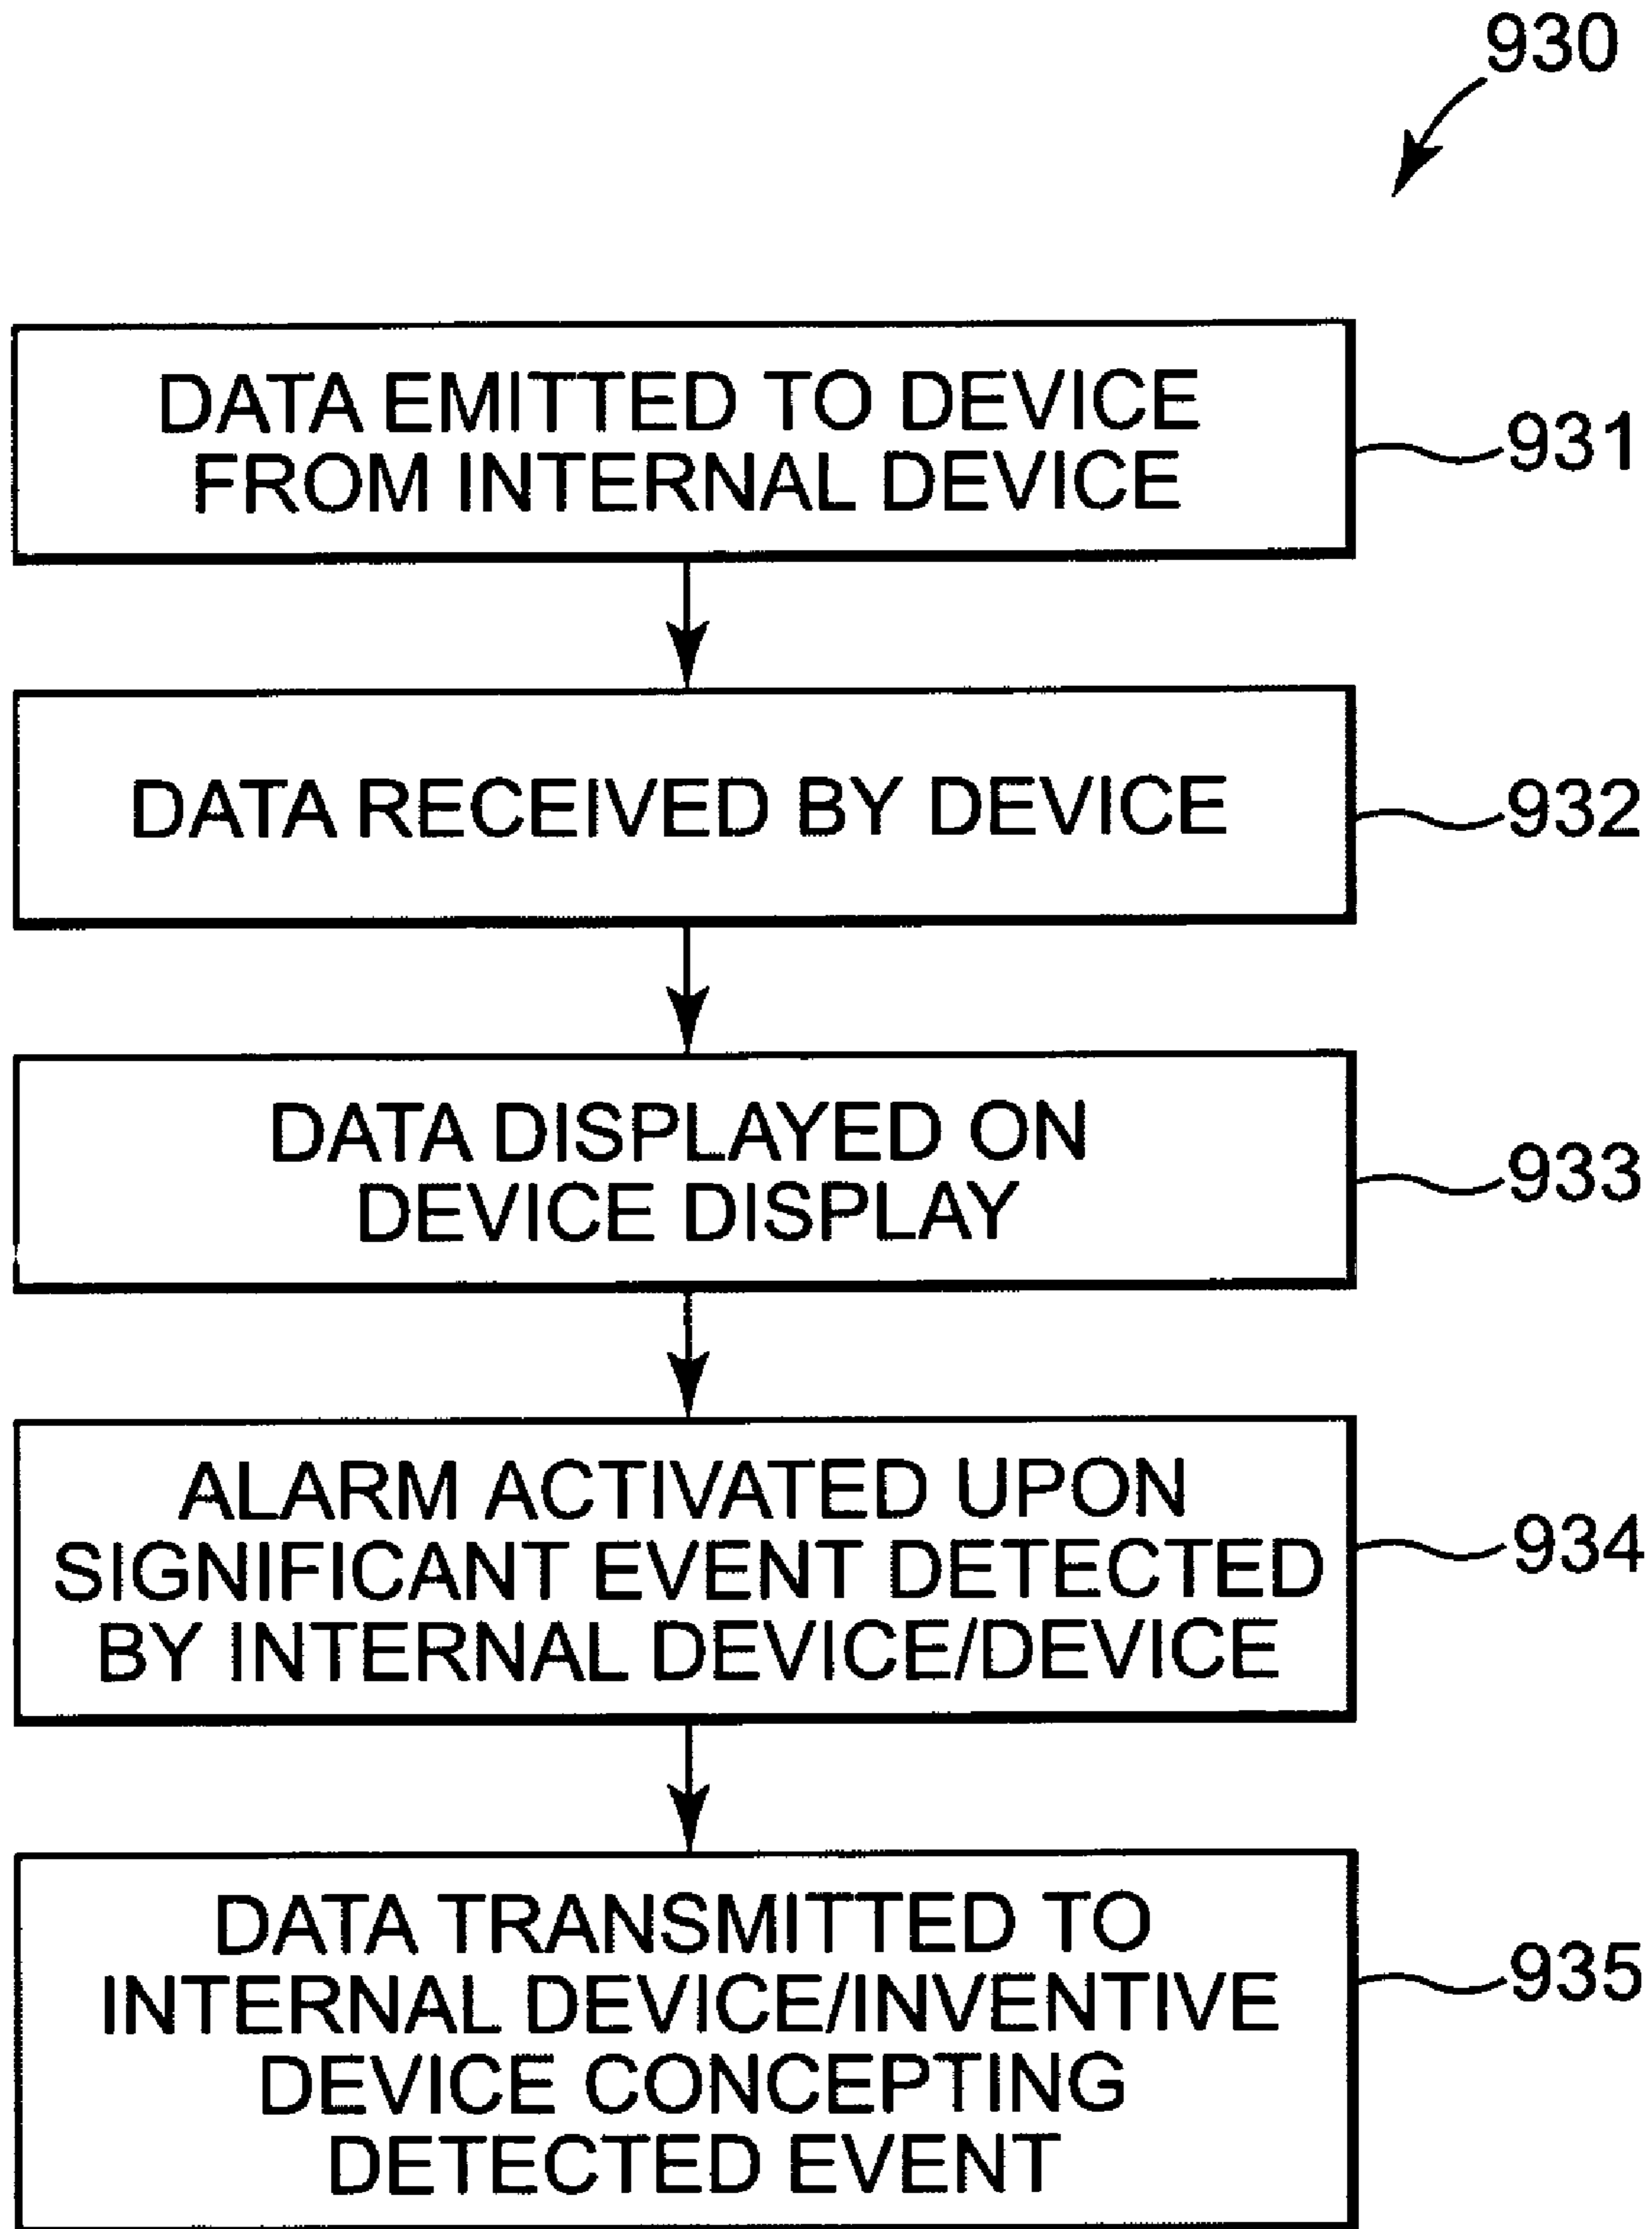 930
DATA EMITTED TO DEVICE
FROM INTERNAL DEVICE
931
DATA RECEIVED BY DEVICE
932
DATA DISPLAYED ON
DEVICE DISPLAY
933
ALARM ACTIVATED UPON
SIGNIFICANT EVENT DETECTED
BY INTERNAL DEVICE/DEVICE
934
DATA TRANSMITTED TO
INTERNAL DEVICE/INVENTIVE
DEVICE CONCEPTING
DETECTED EVENT
935